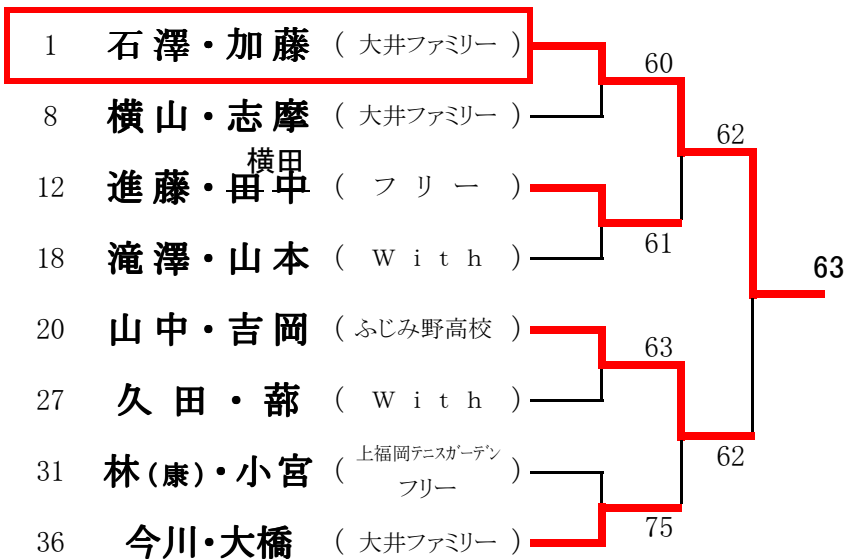 1 石澤・加藤 ( 大井ファミリー )
60
8 横山・志摩 ( 大井ファミリー )
62
横田
12 進藤・田中 ( フリー )
61
18 滝澤・山本 ( With )
63
20 山中・吉岡 ( ふじみ野高校 )
63
27 久田・蔀 ( With )
62
31 林(康)・小宮 ( 上福岡テニスガーデン
フリー )
75
36 今川・大橋 ( 大井ファミリー )